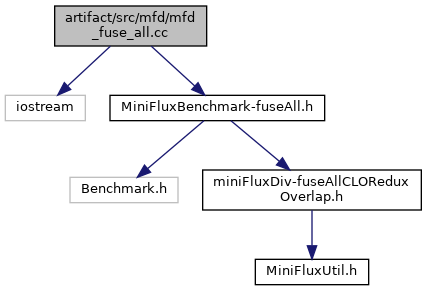 artifact/src/mfd/mfd
_fuse_all.cc
iostream
MiniFluxBenchmark-fuseAll.h
Benchmark.h
miniFluxDiv-fuseAllCLORedux
Overlap.h
MiniFluxUtil.h